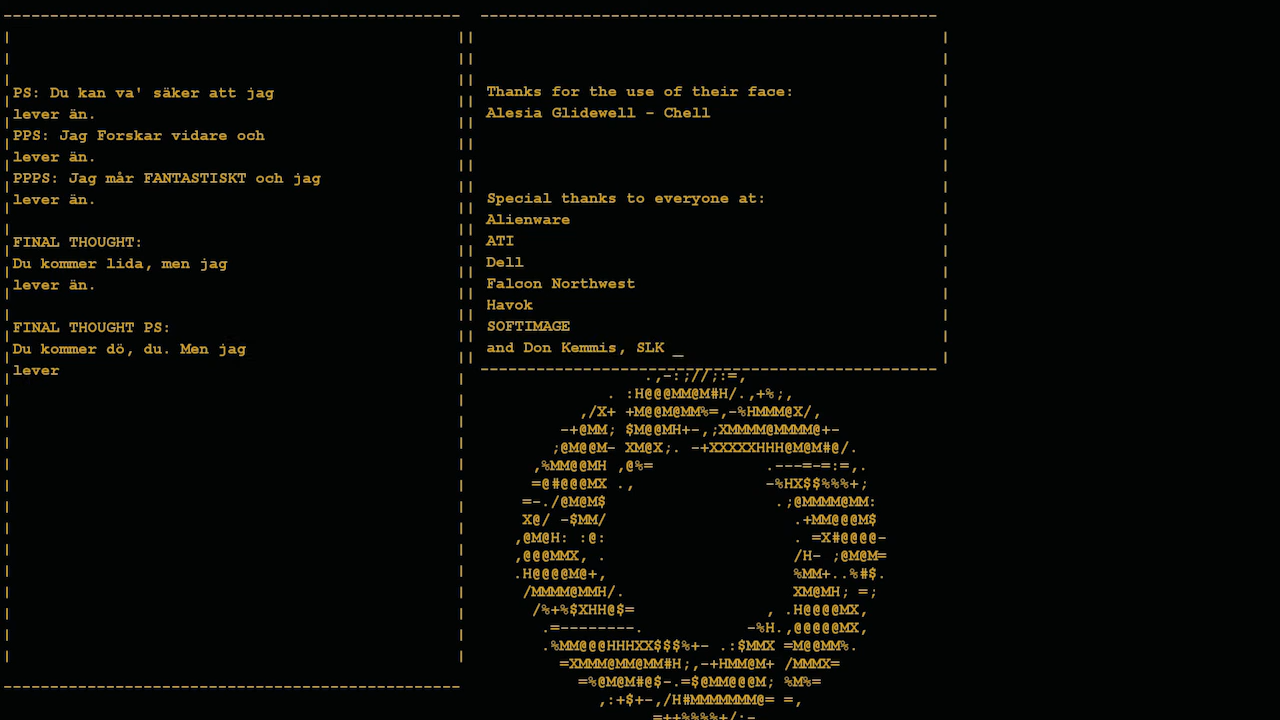 PS: Du kan va' säker att jag
lever än.
PPS: Jag Forskar vidare och
lever än.
PPPS: Jag mår FANTASTISKT och jag
lever än.
FINAL THOUGHT:
Du kommer lida, men jag
lever än.
FINAL THOUGHT PS:
Du kommer dö, du. Men jag
lever
Thanks for the use of their face:
Alesia Glidewell - Chell
Special thanks to everyone at:
Alienware
ATI
Dell
Falcon Northwest
Havok
SOFTIMAGE
and Don Kemmis, SLK _